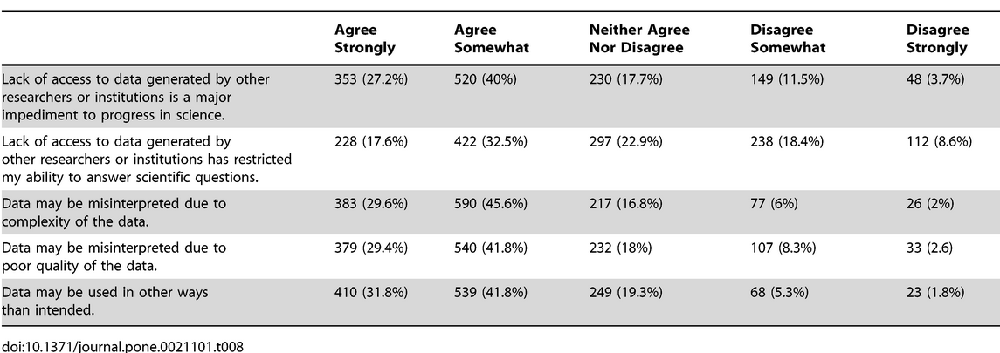 Agree Strongly Agree Somewhat Neither Agree Nor Disagree Disagree Somewhat Disagree Strongly
Lack of access to data generated by other
researchers or institutions is a major
impediment to progress in science.
353 (27.2%) 520 (40%) 230 (17.7%) 149 (11.5%) 48 (3.7%)
Lack of access to data generated by
other researchers or institutions has restricted
my ability to answer scientific questions.
228 (17.6%) 422 (32.5%) 297 (22.9%) 238 (18.4%) 112 (8.6%)
Data may be misinterpreted due to
complexity of the data.
383 (29.6%) 590 (45.6%) 217 (16.8%) 77 (6%) 26 (2%)
Data may be misinterpreted due to
poor quality of the data.
379 (29.4%) 540 (41.8%) 232 (18%) 107 (8.3%) 33 (2.6)
Data may be used in other ways
than intended.
410 (31.8%) 539 (41.8%) 249 (19.3%) 68 (5.3%) 23 (1.8%)
doi:10.1371/journal.pone.0021101.t008